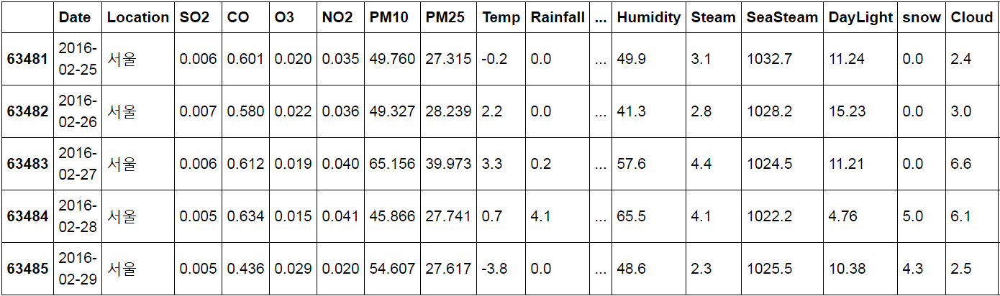 Date Location SO2 CO O3 NO2 PM10 PM25 Temp Rainfall ... Humidity Steam SeaSteam DayLight snow Cloud
63481 2016-02-25 서울 0.006 0.601 0.020 0.035 49.760 27.315 -0.2 0.0 ... 49.9 3.1 1032.7 11.24 0.0 2.4
63482 2016-02-26 서울 0.007 0.580 0.022 0.036 49.327 28.239 2.2 0.0 ... 41.3 2.8 1028.2 15.23 0.0 3.0
63483 2016-02-27 서울 0.006 0.612 0.019 0.040 65.156 39.973 3.3 0.2 ... 57.6 4.4 1024.5 11.21 0.0 6.6
63484 2016-02-28 서울 0.005 0.634 0.015 0.041 45.866 27.741 0.7 4.1 ... 65.5 4.1 1022.2 4.76 5.0 6.1
63485 2016-02-29 서울 0.005 0.436 0.029 0.020 54.607 27.617 -3.8 0.0 ... 48.6 2.3 1025.5 10.38 4.3 2.5